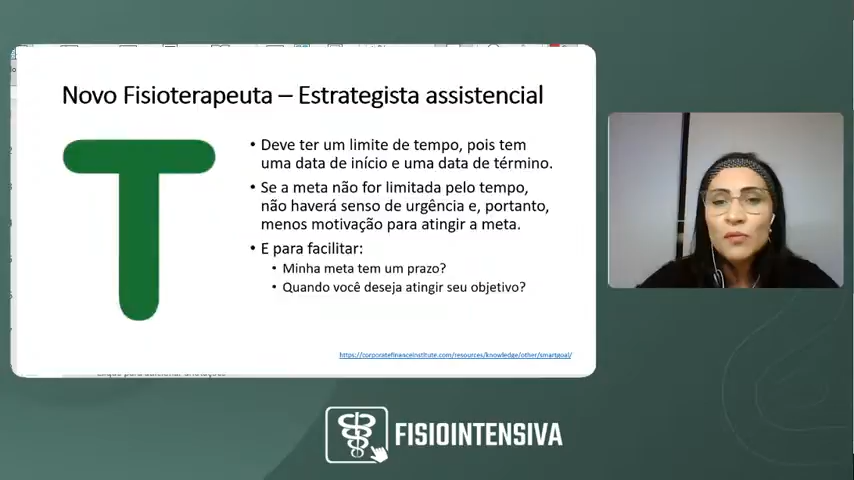 Novo Fisioterapeuta – Estrategista assistencial
T
• Deve ter um limite de tempo, pois tem
uma data de início e uma data de término.
• Se a meta não for limitada pelo tempo,
não haverá senso de urgência e, portanto,
menos motivação para atingir a meta.
• E para facilitar:
• Minha meta tem um prazo?
• Quando você deseja atingir seu objetivo?
https://corporatefinanceinstitute.com/resources/knowledge/other/smartgoal/
FISIOINTENSIVA